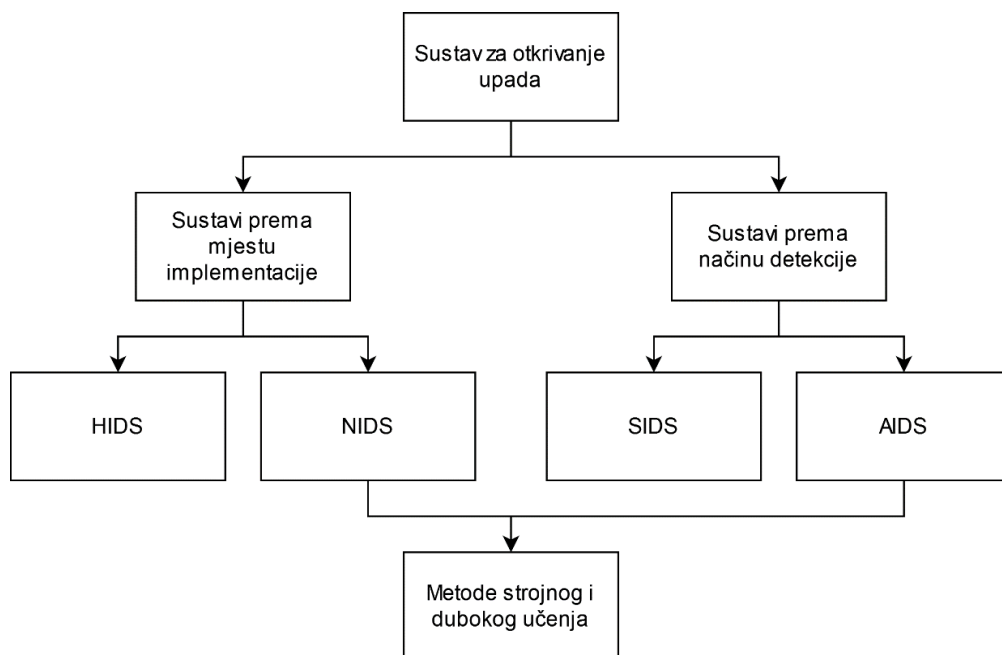 Sustav za otkrivanje
upada
Sustavi prema
mjestu
implementacije
Sustavi prema
načinu detekcije
HIDS
NIDS
SIDS
AIDS
Metode strojnog i
dubokog učenja